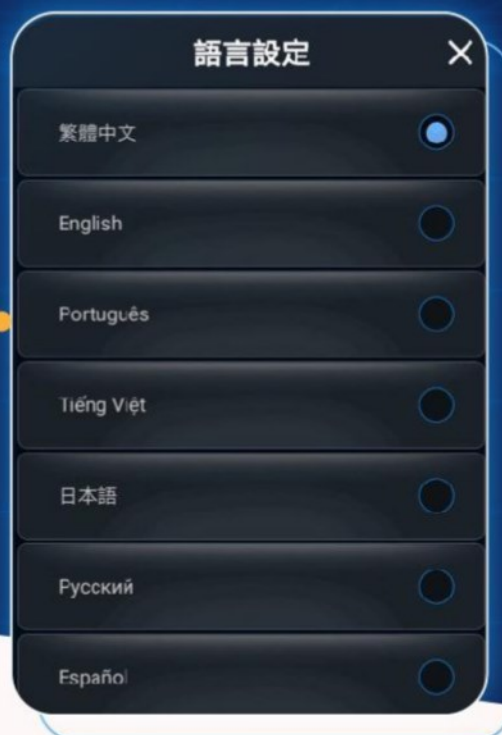 語言設定
繁體中文
English
Português
Tiếng Việt
日本語
Русский
Español